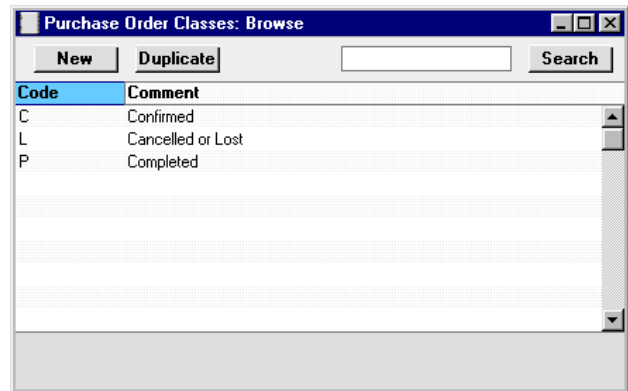 Purchase Order Classes: Browse
New Duplicate Search
Code Comment
C Confirmed
L Cancelled or Lost
P Completed